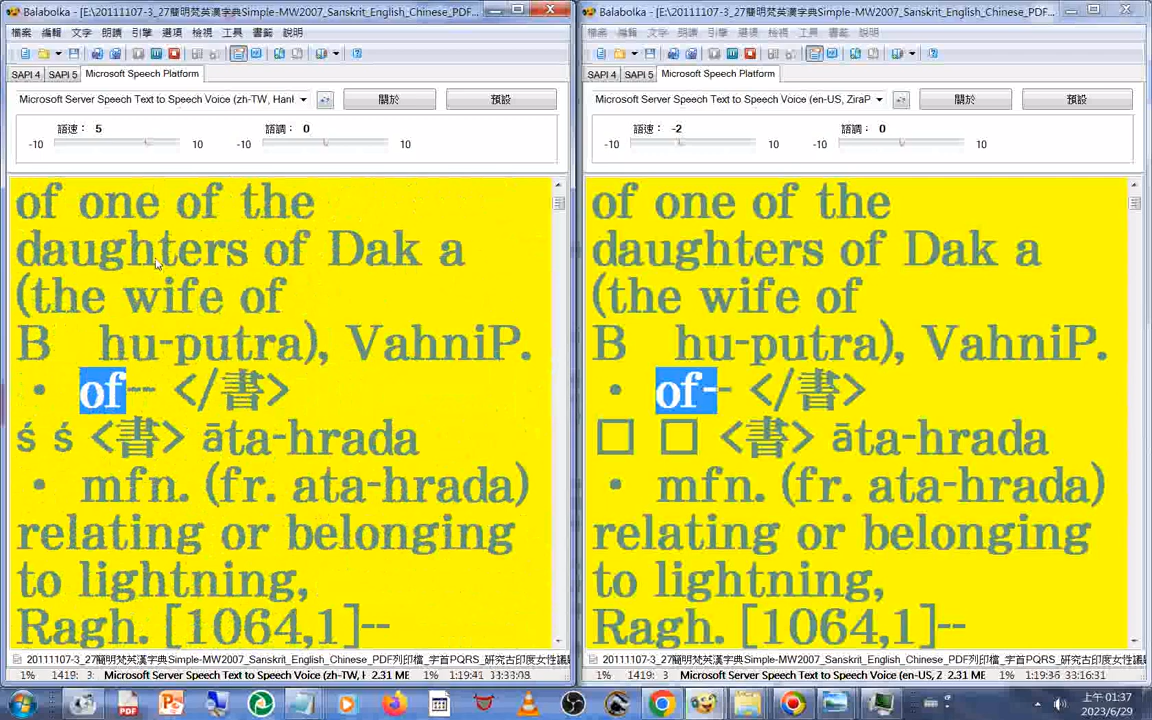 Balabolka - [E:\20111107-3_27簡明梵英漢字典Simple-MW2007_Sanskrit_English_Chinese_PDF...
檔案 編輯 文字 朗讀 引擎 選項 檢視 工具 書籤 說明
SAPI 4 SAPI 5 Microsoft Speech Platform
Microsoft Server Speech Text to Speech Voice (zh-TW, Hanl 關於 預設
語速： 5 語調： 0
-10 10 -10 10
of one of the
daughters of Dak a
(the wife of
B hu-putra), VahniP.
• of-- </書>
ś ś <書> āta-hrada
• mfn. (fr. ata-hrada)
relating or belonging
to lightning,
Ragh. [1064,1]--
20111107-3_27簡明梵英漢字典Simple-MW2007_Sanskrit_English_Chinese_PDF列印檔_字首PQRS_研究古印度女性議
1% 1419: 3: Microsoft Server Speech Text to Speech Voice (zh-TW, H 2.31 ME 1% 1:19:41 33:33:08
Balabolka - [E:\20111107-3_27簡明梵英漢字典Simple-MW2007_Sanskrit_English_Chinese_PDF...
檔案 編輯 文字 朗讀 引擎 選項 檢視 工具 書籤 說明
SAPI 4 SAPI 5 Microsoft Speech Platform
Microsoft Server Speech Text to Speech Voice (en-US, ZiraP 關於 預設
語速： -2 語調： 0
-10 10 -10 10
of one of the
daughters of Dak a
(the wife of
B hu-putra), VahniP.
• of-- </書>
□ □ <書> āta-hrada
• mfn. (fr. ata-hrada)
relating or belonging
to lightning,
Ragh. [1064,1]--
20111107-3_27簡明梵英漢字典Simple-MW2007_Sanskrit_English_Chinese_PDF列印檔_字首PQRS_研究古印度女性議
1% 1419: 3: Microsoft Server Speech Text to Speech Voice (en-US, Z 2.31 ME 1% 1:19:36 33:16:31
PDF
上午 01:37
2023/6/29